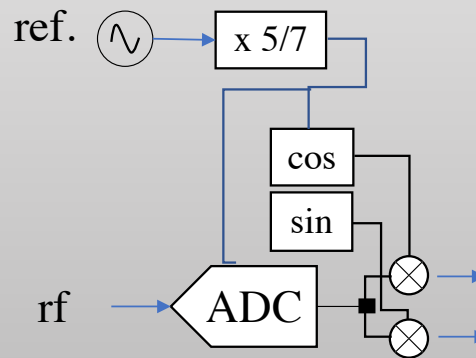 ref.
x 5/7
cos
sin
rf
ADC